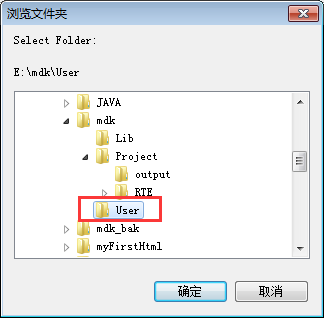 浏览文件夹
Select Folder:
E:\mdk\User
JAVA
mdk
Lib
Project
output
RTE
User
mdk_bak
myFirstHtml
确定
取消